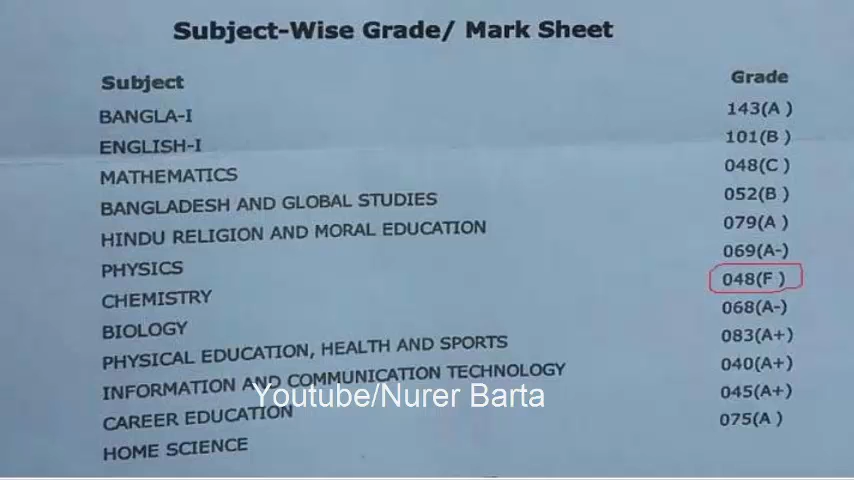 Subject-Wise Grade/ Mark Sheet
Subject Grade
BANGLA-I 143(A )
ENGLISH-I 101(B )
MATHEMATICS 048(C )
BANGLADESH AND GLOBAL STUDIES 052(B )
HINDU RELIGION AND MORAL EDUCATION 079(A )
PHYSICS 069(A-)
CHEMISTRY 048(F )
BIOLOGY 068(A-)
PHYSICAL EDUCATION, HEALTH AND SPORTS 083(A+)
INFORMATION AND COMMUNICATION TECHNOLOGY 040(A+)
CAREER EDUCATION 045(A+)
HOME SCIENCE 075(A )
Youtube/Nurer Barta